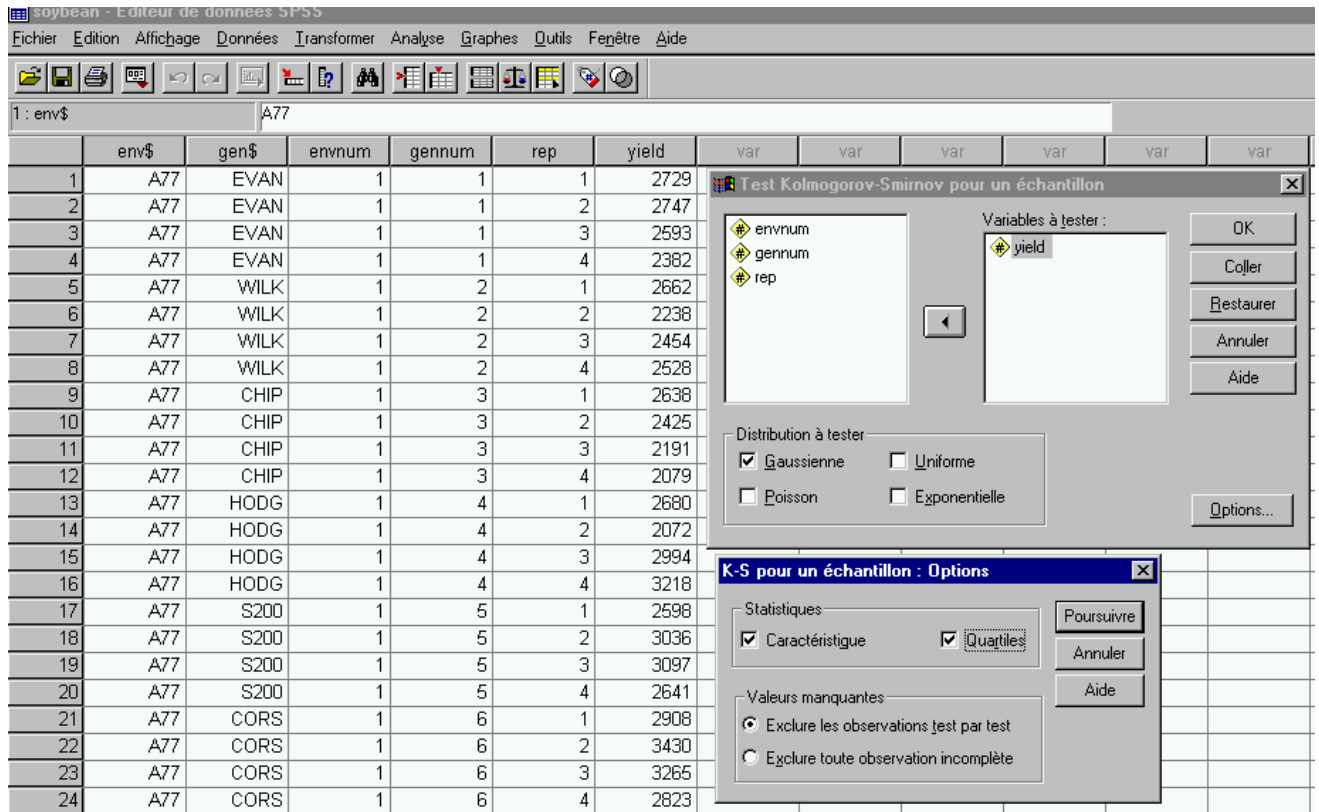 soybean - Editeur de données SPSS
Fichier Edition Affichage Données Transformer Analyse Graphes Outils Fenêtre Aide
1 : env$ A77
env$ gen$ envnum gennum rep yield var var var var var var
1 A77 EVAN 1 1 1 2729
2 A77 EVAN 1 1 2 2747
3 A77 EVAN 1 1 3 2593
4 A77 EVAN 1 1 4 2382
5 A77 WILK 1 2 1 2662
6 A77 WILK 1 2 2 2238
7 A77 WILK 1 2 3 2454
8 A77 WILK 1 2 4 2528
9 A77 CHIP 1 3 1 2638
10 A77 CHIP 1 3 2 2425
11 A77 CHIP 1 3 3 2191
12 A77 CHIP 1 3 4 2079
13 A77 HODG 1 4 1 2680
14 A77 HODG 1 4 2 2072
15 A77 HODG 1 4 3 2994
16 A77 HODG 1 4 4 3218
17 A77 S200 1 5 1 2598
18 A77 S200 1 5 2 3036
19 A77 S200 1 5 3 3097
20 A77 S200 1 5 4 2641
21 A77 CORS 1 6 1 2908
22 A77 CORS 1 6 2 3430
23 A77 CORS 1 6 3 3265
24 A77 CORS 1 6 4 2823
Test Kolmogorov-Smirnov pour un échantillon
envnum
gennum
rep
Variables à tester :
yield
OK
Coller
Restaurer
Annuler
Aide
Distribution à tester
Gaussienne Uniforme
Poisson Exponentielle
Options...
K-S pour un échantillon : Options
Statistiques
Caractéristique Quartiles
Valeurs manquantes
Exclure les observations test par test
Exclure toute observation incomplète
Poursuivre
Annuler
Aide